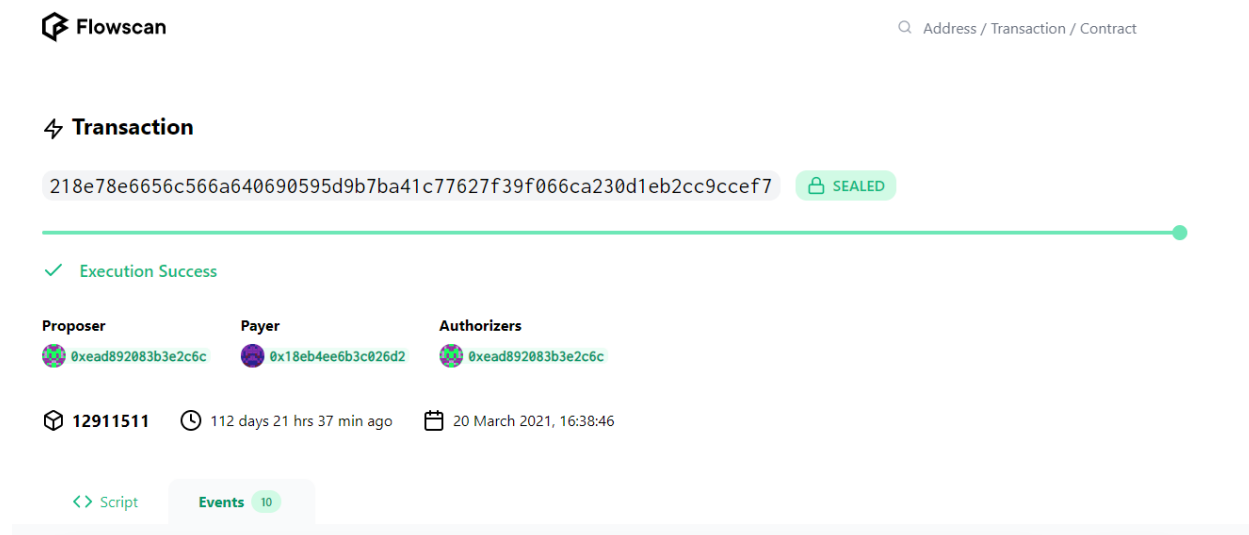 Flowscan
Address / Transaction / Contract
Transaction
218e78e6656c566a640690595d9b7ba41c77627f39f066ca230d1eb2cc9ccef7 SEALED
Execution Success
Proposer Payer Authorizers
0xead892083b3e2c6c 0x18eb4ee6b3c026d2 0xead892083b3e2c6c
12911511 112 days 21 hrs 37 min ago 20 March 2021, 16:38:46
Script Events 10